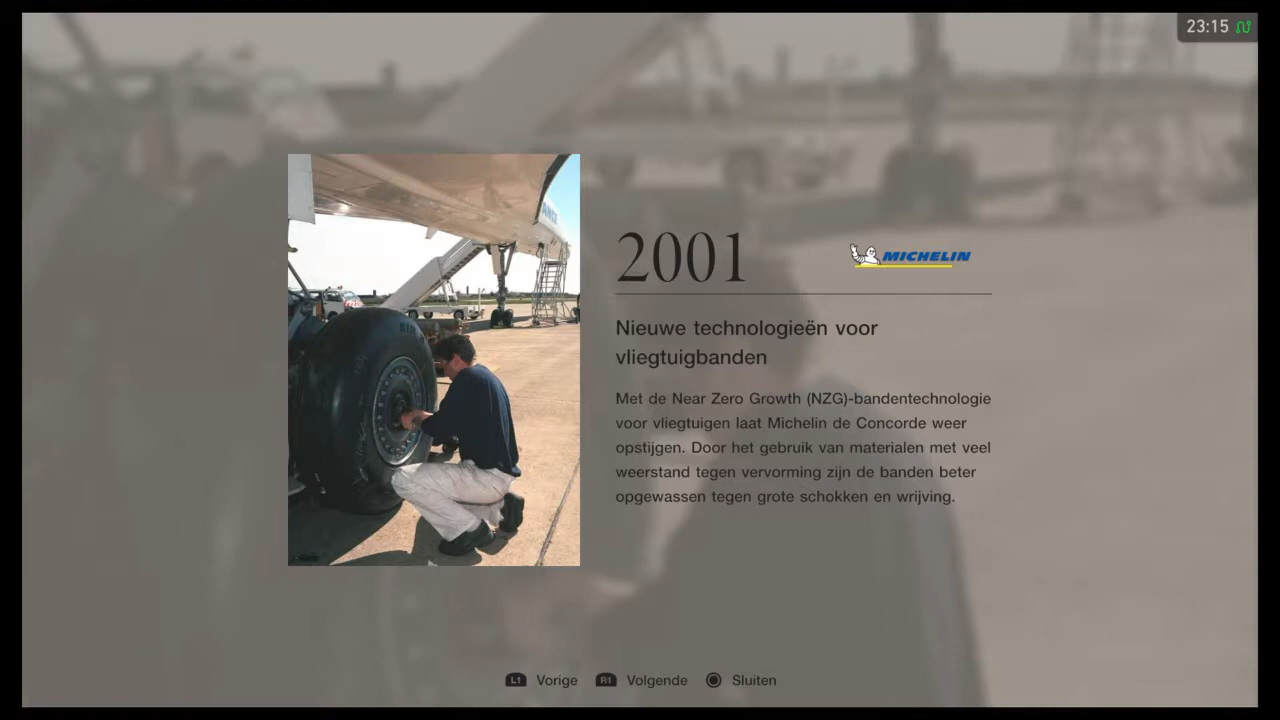 23:15
2001
MICHELIN
Nieuwe technologieën voor
vliegtuigbanden
Met de Near Zero Growth (NZG)-bandentechnologie
voor vliegtuigen laat Michelin de Concorde weer
opstijgen. Door het gebruik van materialen met veel
weerstand tegen vervorming zijn de banden beter
opgewassen tegen grote schokken en wrijving.
L1 Vorige R1 Volgende Sluiten